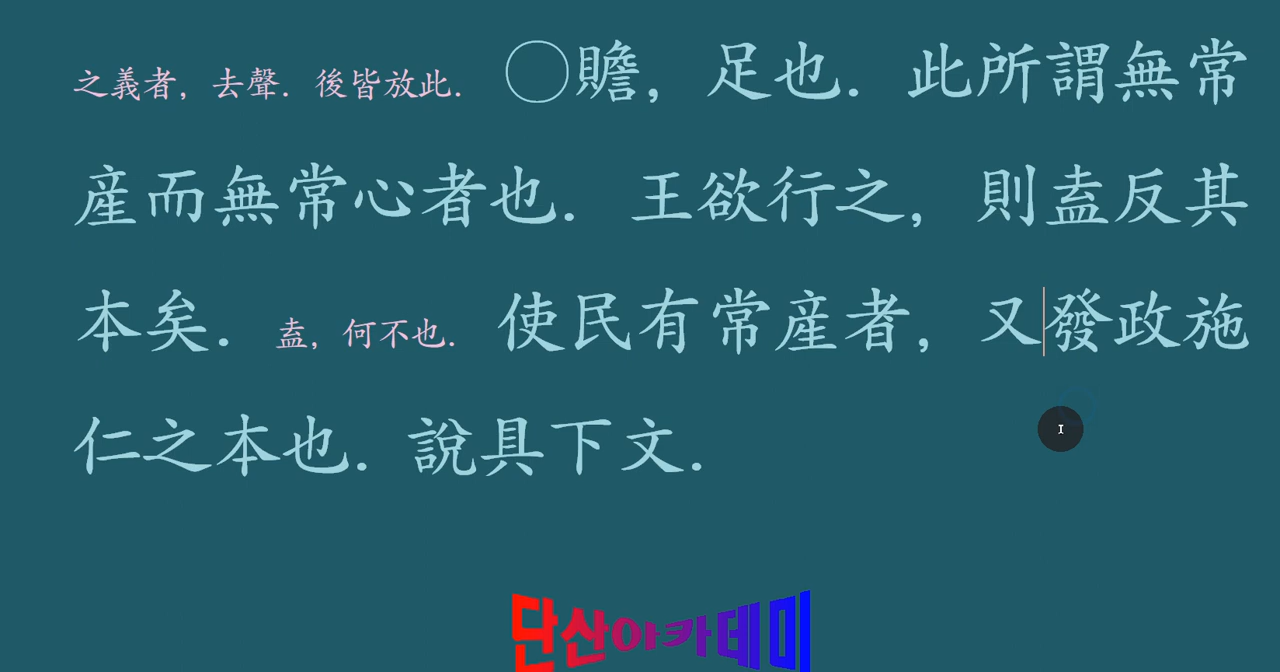 之義者, 去聲. 後皆放此. ◯贍, 足也. 此所謂無常
産而無常心者也. 王欲行之, 則盍反其
本矣. 盍, 何不也. 使民有常産者, 又發政施
仁之本也. 說具下文.
단산아카데미